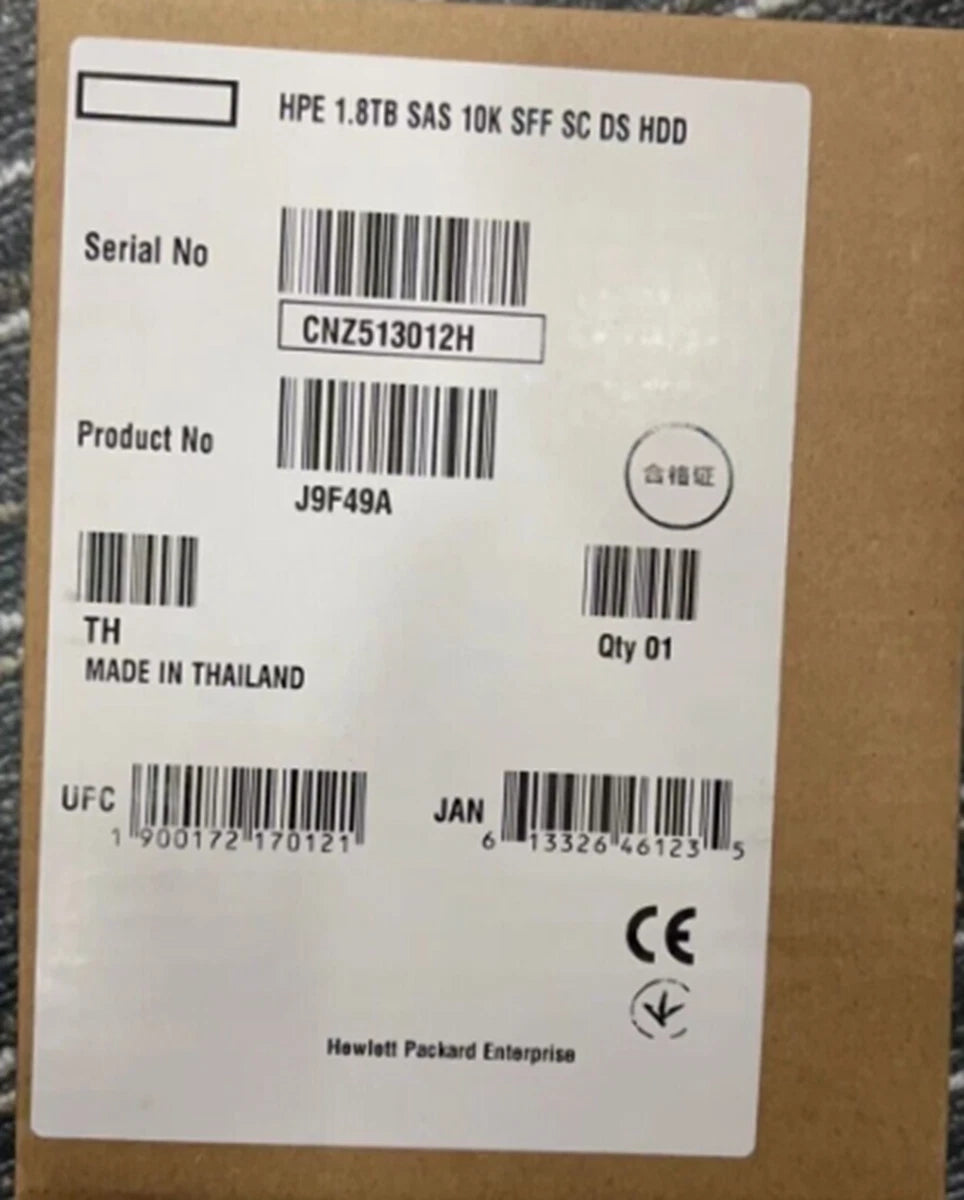 HPE 1.8TB SAS 10K SFF SC DS HDD
Serial No
CNZ513012H
Product No
J9F49A
合格证
TH
MADE IN THAILAND
Qty 01
UFC
1 900172 170121
JAN
6 13326 46123 5
CE
Hewlett Packard Enterprise